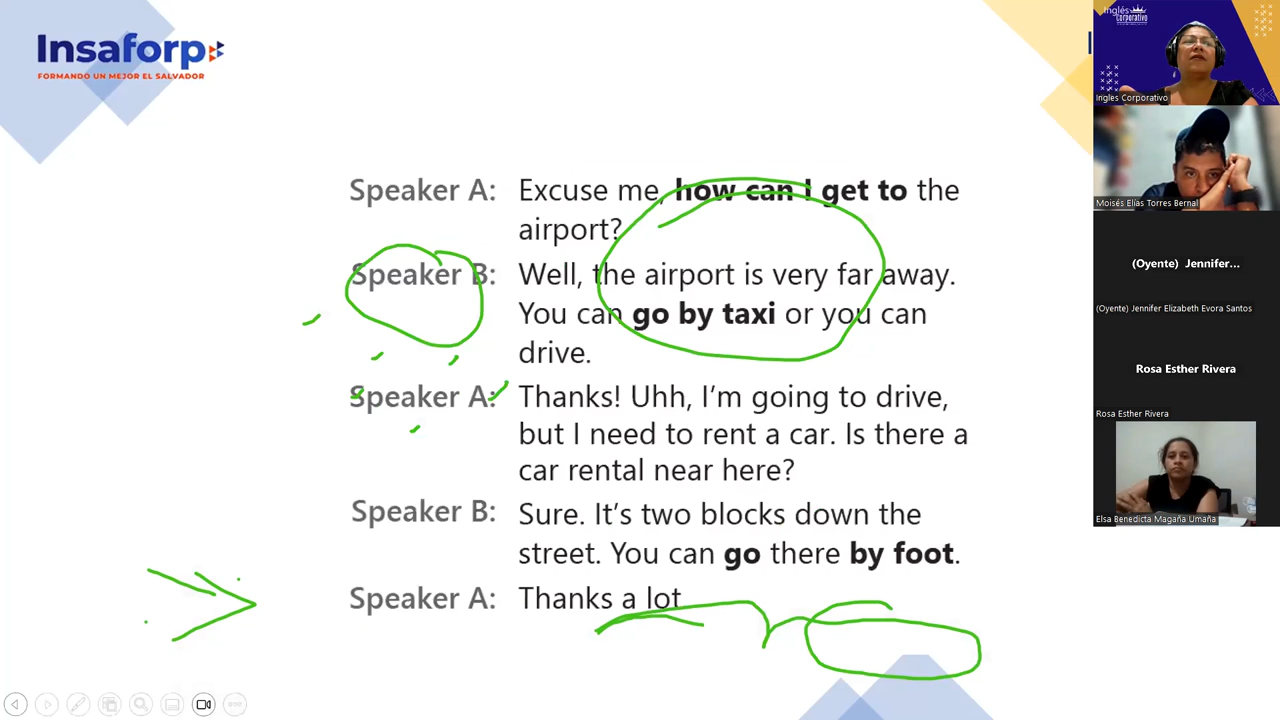 Insaforp
FORMANDO UN MEJOR EL SALVADOR
Speaker A: Excuse me, how can I get to the
airport?
Speaker B: Well, the airport is very far away.
You can go by taxi or you can
drive.
Speaker A: Thanks! Uhh, I'm going to drive,
but I need to rent a car. Is there a
car rental near here?
Speaker B: Sure. It's two blocks down the
street. You can go there by foot.
Speaker A: Thanks a lot
Inglés
Corporativo
Ingles Corporativo
Moisés Elías Torres Bernal
(Oyente) Jennifer...
(Oyente) Jennifer Elizabeth Evora Santos
Rosa Esther Rivera
Rosa Esther Rivera
Elsa Benedicta Magaña Umaña